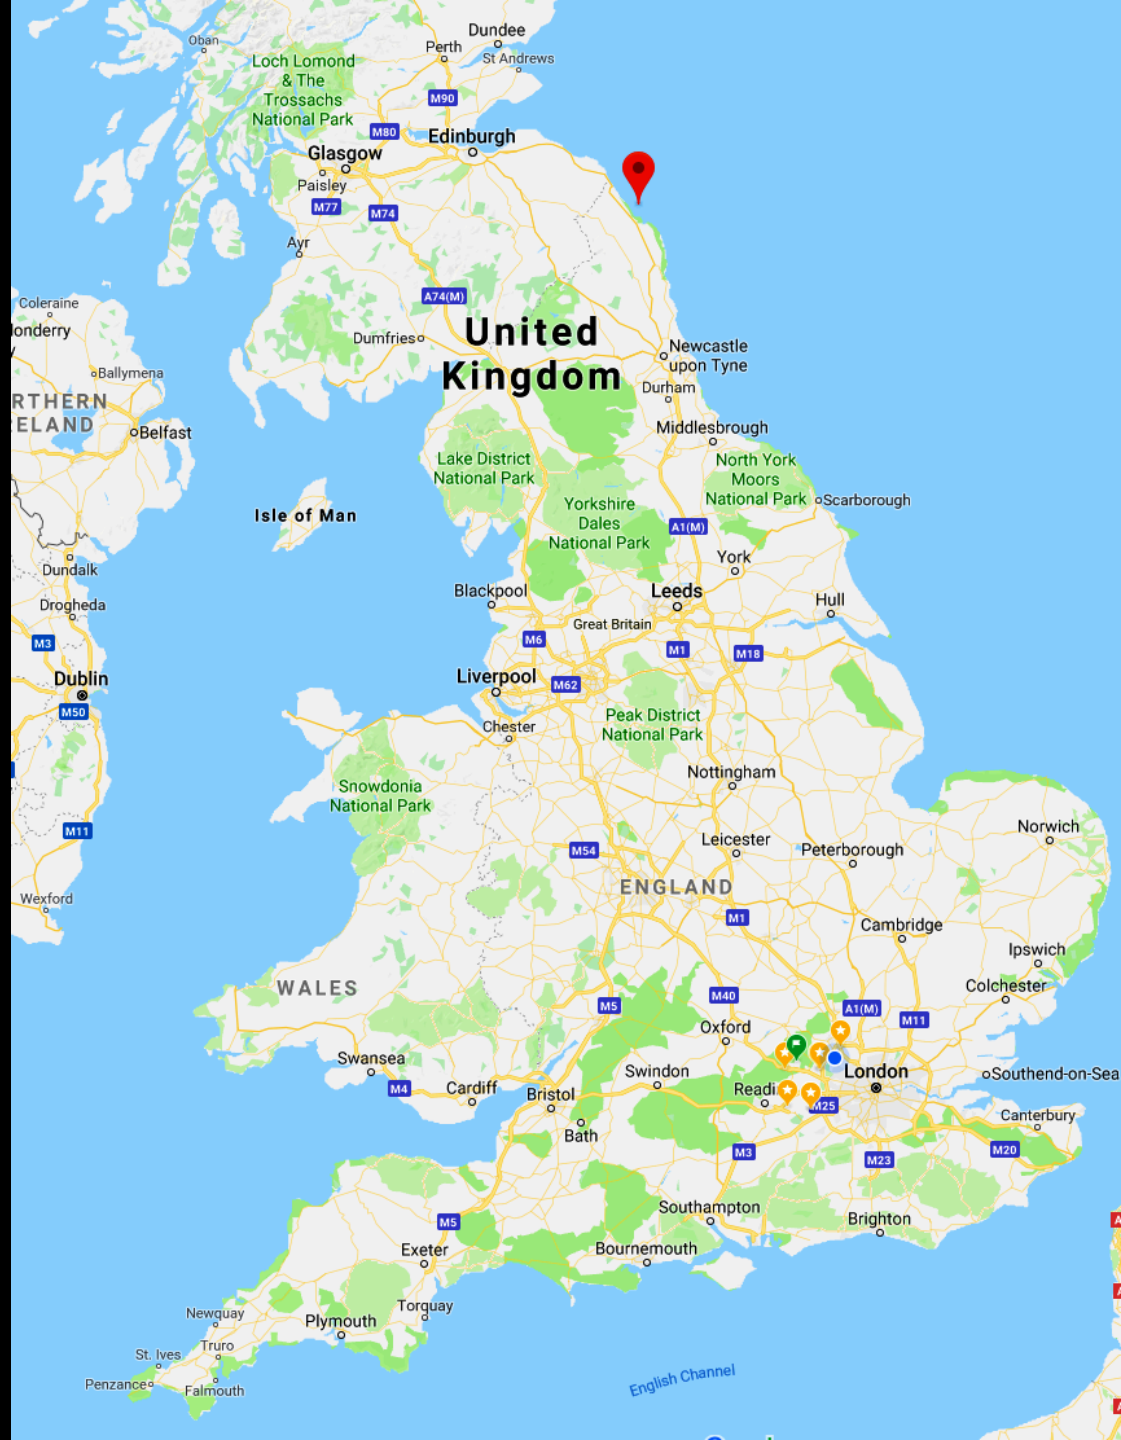 Oban
Dundee
Perth
St Andrews
Loch Lomond
& The
Trossachs
National Park
M90
M80
Edinburgh
Glasgow
Paisley
M77
M74
Ayr
A74(M)
Coleraine
onderry
Dumfries
United
Kingdom
Newcastle
upon Tyne
Ballymena
Durham
RTHERN
RELAND
Belfast
Middlesbrough
Lake District
National Park
North York
Moors
National Park
Scarborough
Yorkshire
Dales
National Park
Isle of Man
A1(M)
York
Dundalk
Blackpool
Leeds
Drogheda
Hull
Great Britain
M3
M6
M1
M18
Dublin
Liverpool
M62
M50
Chester
Peak District
National Park
Nottingham
Snowdonia
National Park
M11
Norwich
Leicester
M54
Peterborough
ENGLAND
Wexford
M1
Cambridge
Ipswich
WALES
Colchester
M40
M5
A1(M)
M11
Oxford
Swansea
Swindon
London
Southend-on-Sea
M4
Cardiff
Bristol
Readi
M25
Canterbury
Bath
M3
M23
M20
Southampton
Brighton
M5
Exeter
Bournemouth
Torquay
Newquay
Plymouth
Truro
St. Ives
Penzance
Falmouth
English Channel